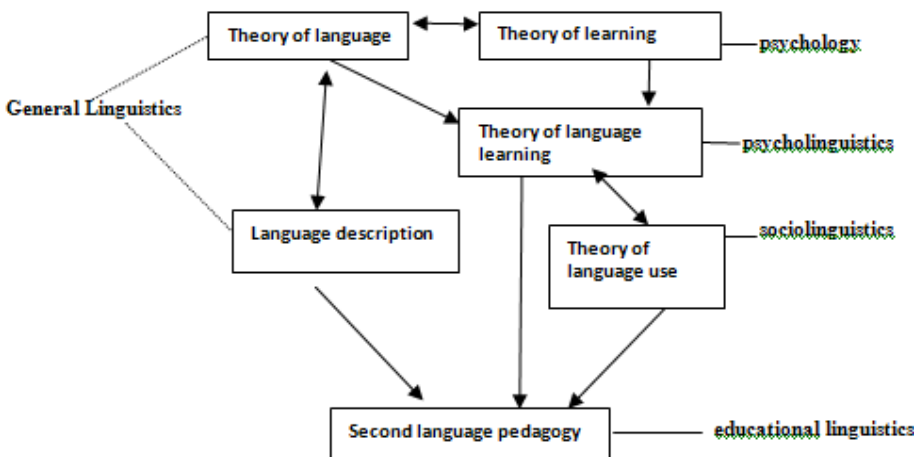 Theory of language
Theory of learning
psychology
General Linguistics
Theory of language
learning
psycholinguistics
Language description
sociolinguistics
Theory of
language use
Second language pedagogy
educational linguistics